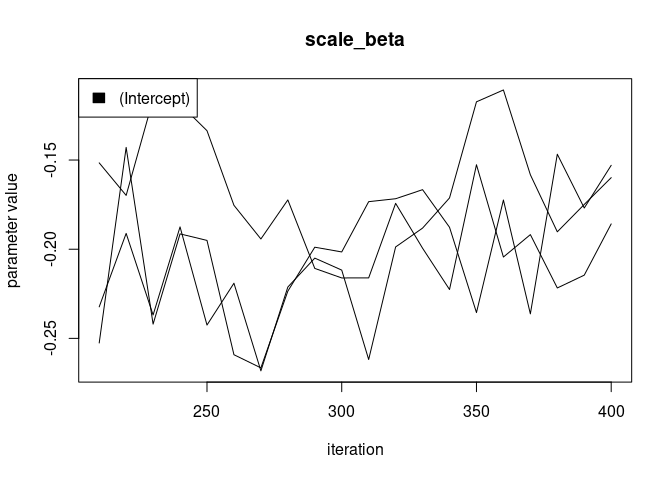 scale_beta
(Intercept)
parameter value
-0.15
-0.20
-0.25
250
300
350
400
iteration